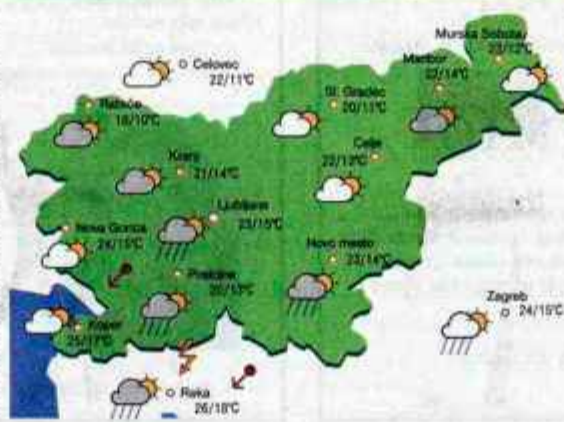 Murska Sobota
23/12°C
Celovec
22/11°C
Maribor
22/14°C
Rateče
18/10°C
Sl. Gradec
20/11°C
Celje
22/13°C
Kranj
21/14°C
Ljubljana
23/15°C
Nova Gorica
24/15°C
Novo mesto
23/14°C
Postojna
20/13°C
Zagreb
24/15°C
Koper
25/17°C
Reka
26/18°C